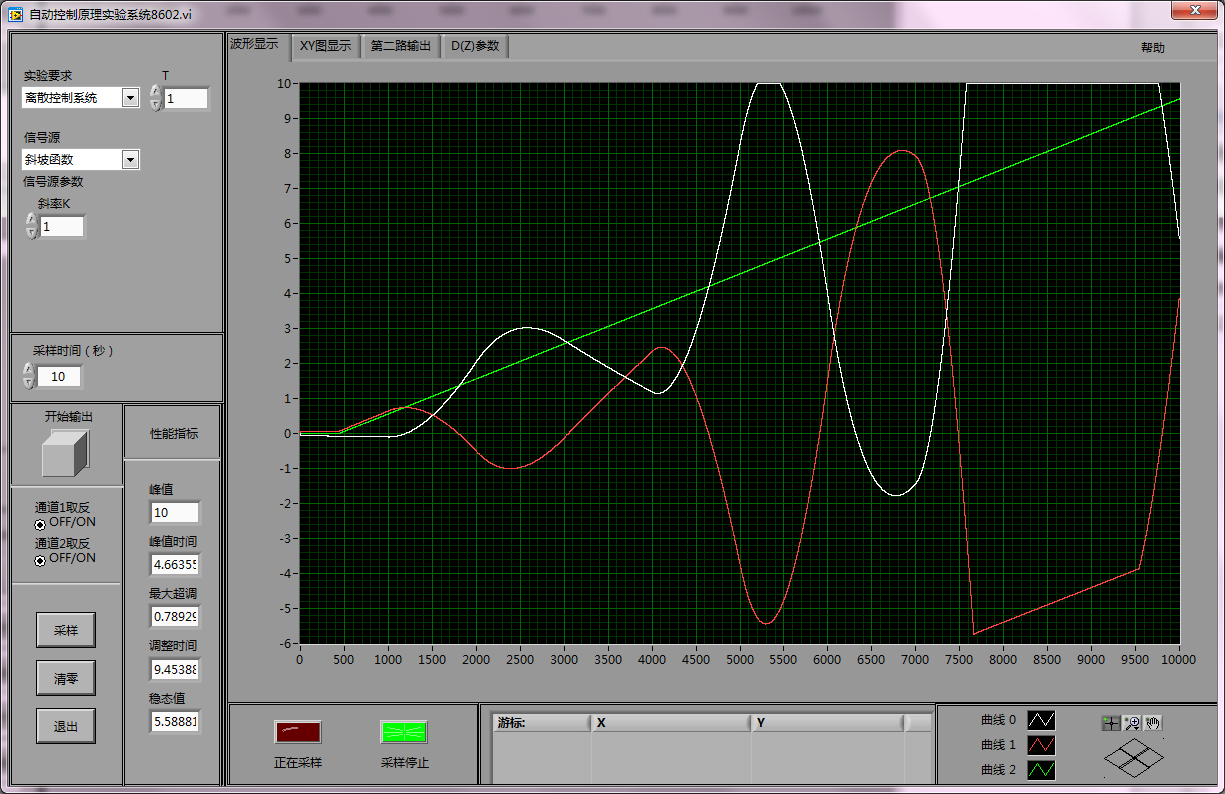 自动控制原理实验系统8602.vi
实验要求
T
离散控制系统
1
信号源
斜坡函数
信号源参数
斜率K
1
采样时间（秒）
10
开始输出
通道1取反
OFF/ON
通道2取反
OFF/ON
采样
清零
退出
性能指标
峰值
10
峰值时间
4.66355
最大超调
0.78929
调整时间
9.45388
稳态值
5.58881
波形显示
XY图显示
第二路输出
D(Z)参数
帮助
10
9
8
7
6
5
4
3
2
1
0
-1
-2
-3
-4
-5
-6
0 500 1000 1500 2000 2500 3000 3500 4000 4500 5000 5500 6000 6500 7000 7500 8000 8500 9000 9500 10000
正在采样
采样停止
游标:
X
Y
曲线 0
曲线 1
曲线 2